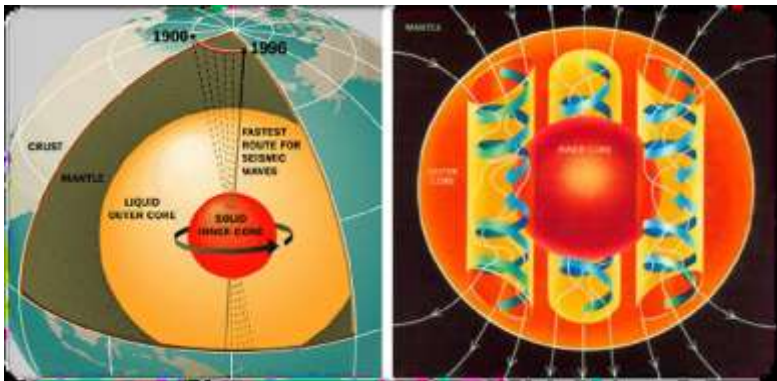 1900
1996
CRUST
MANTLE
LIQUID
OUTER CORE
FASTEST
ROUTE FOR
SEISMIC
WAVES
SOLID
INNER CORE
MANTLE
OUTER
CORE
INNER CORE